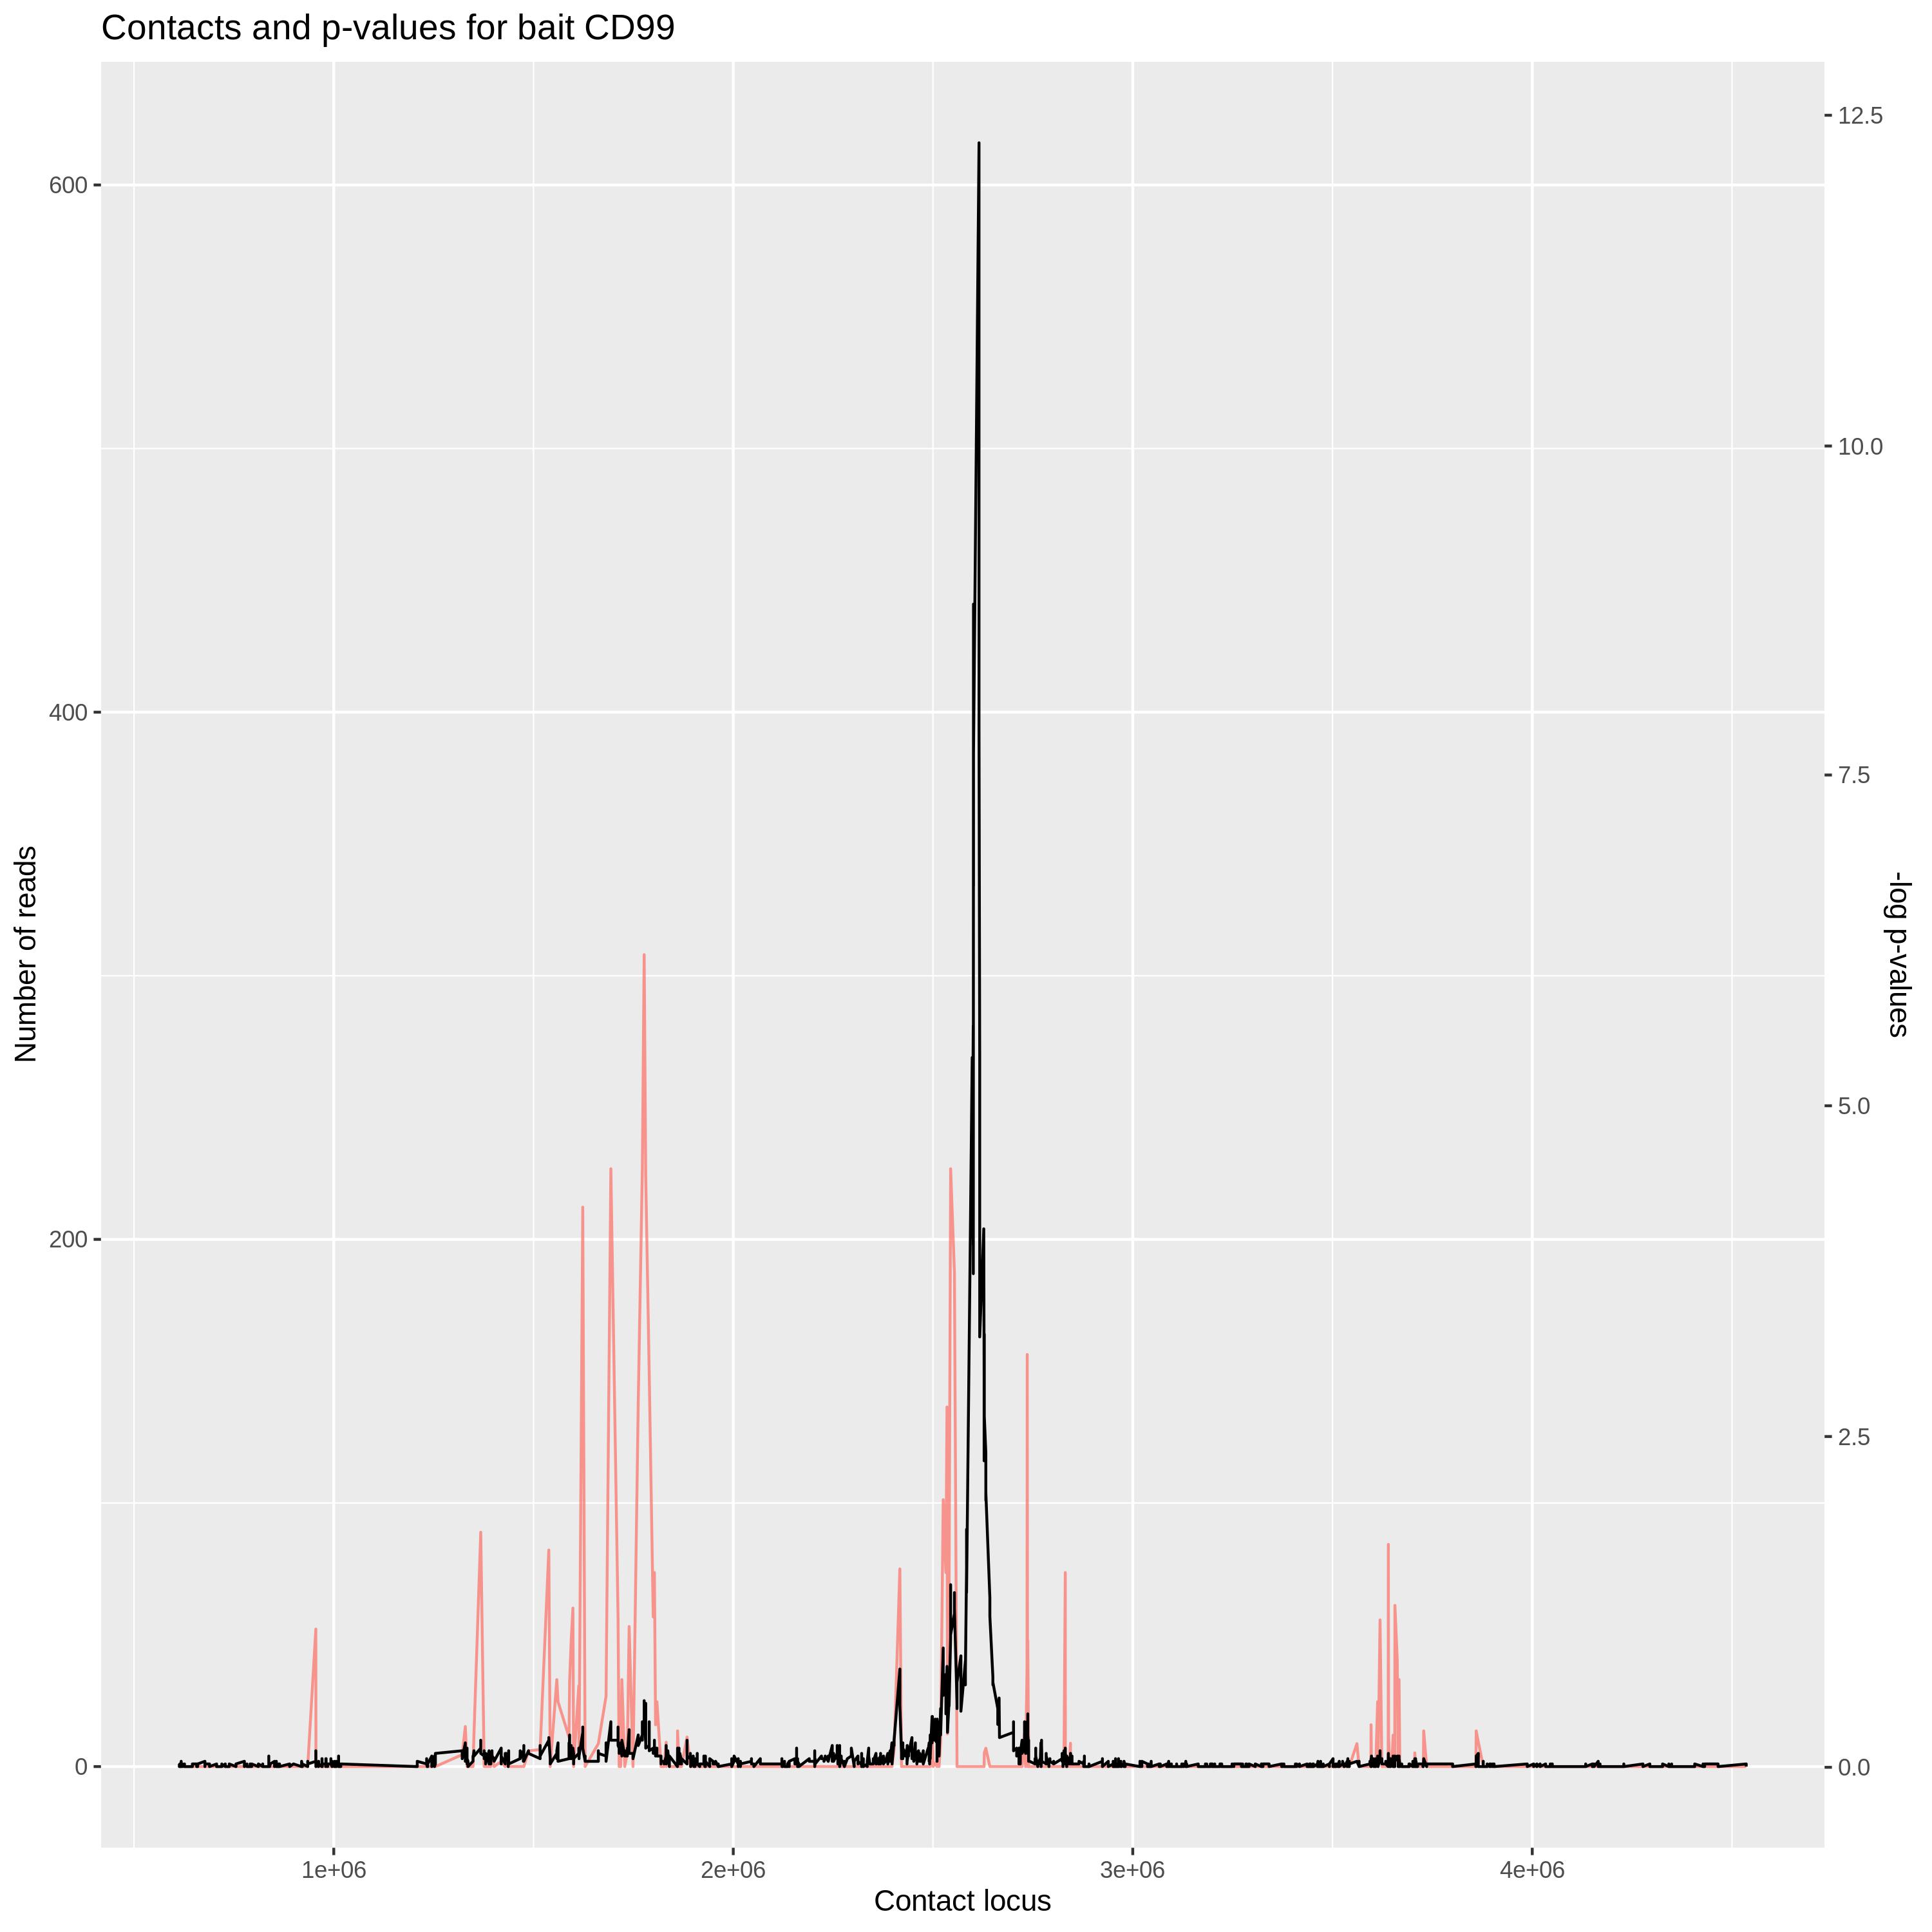 Contacts and p-values for bait CD99
600
400
200
0
Number of reads
12.5
10.0
7.5
5.0
2.5
0.0
-log p-values
1e+06
2e+06
3e+06
4e+06
Contact locus